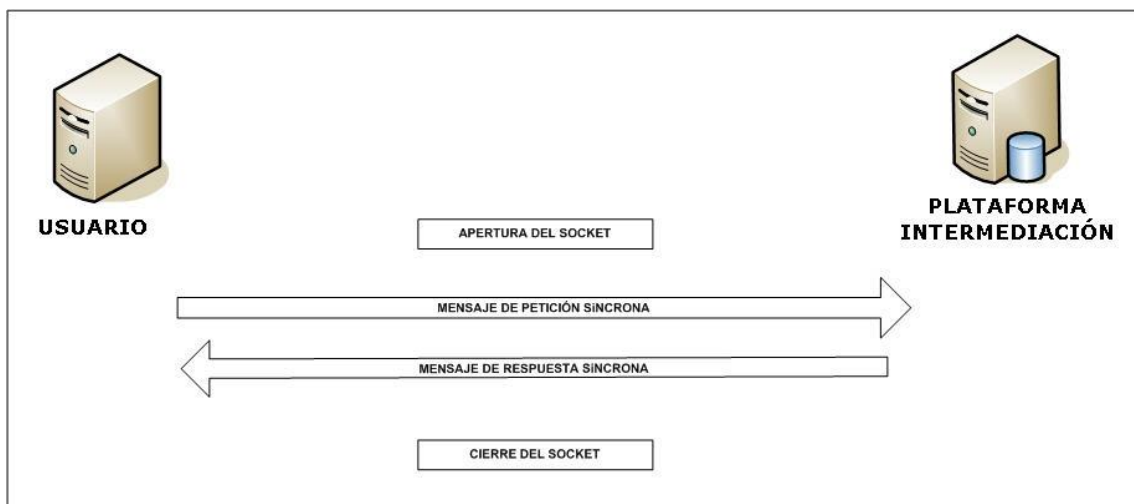 USUARIO
PLATAFORMA
INTERMEDIACIÓN
APERTURA DEL SOCKET
MENSAJE DE PETICIÓN SíNCRONA
MENSAJE DE RESPUESTA SíNCRONA
CIERRE DEL SOCKET